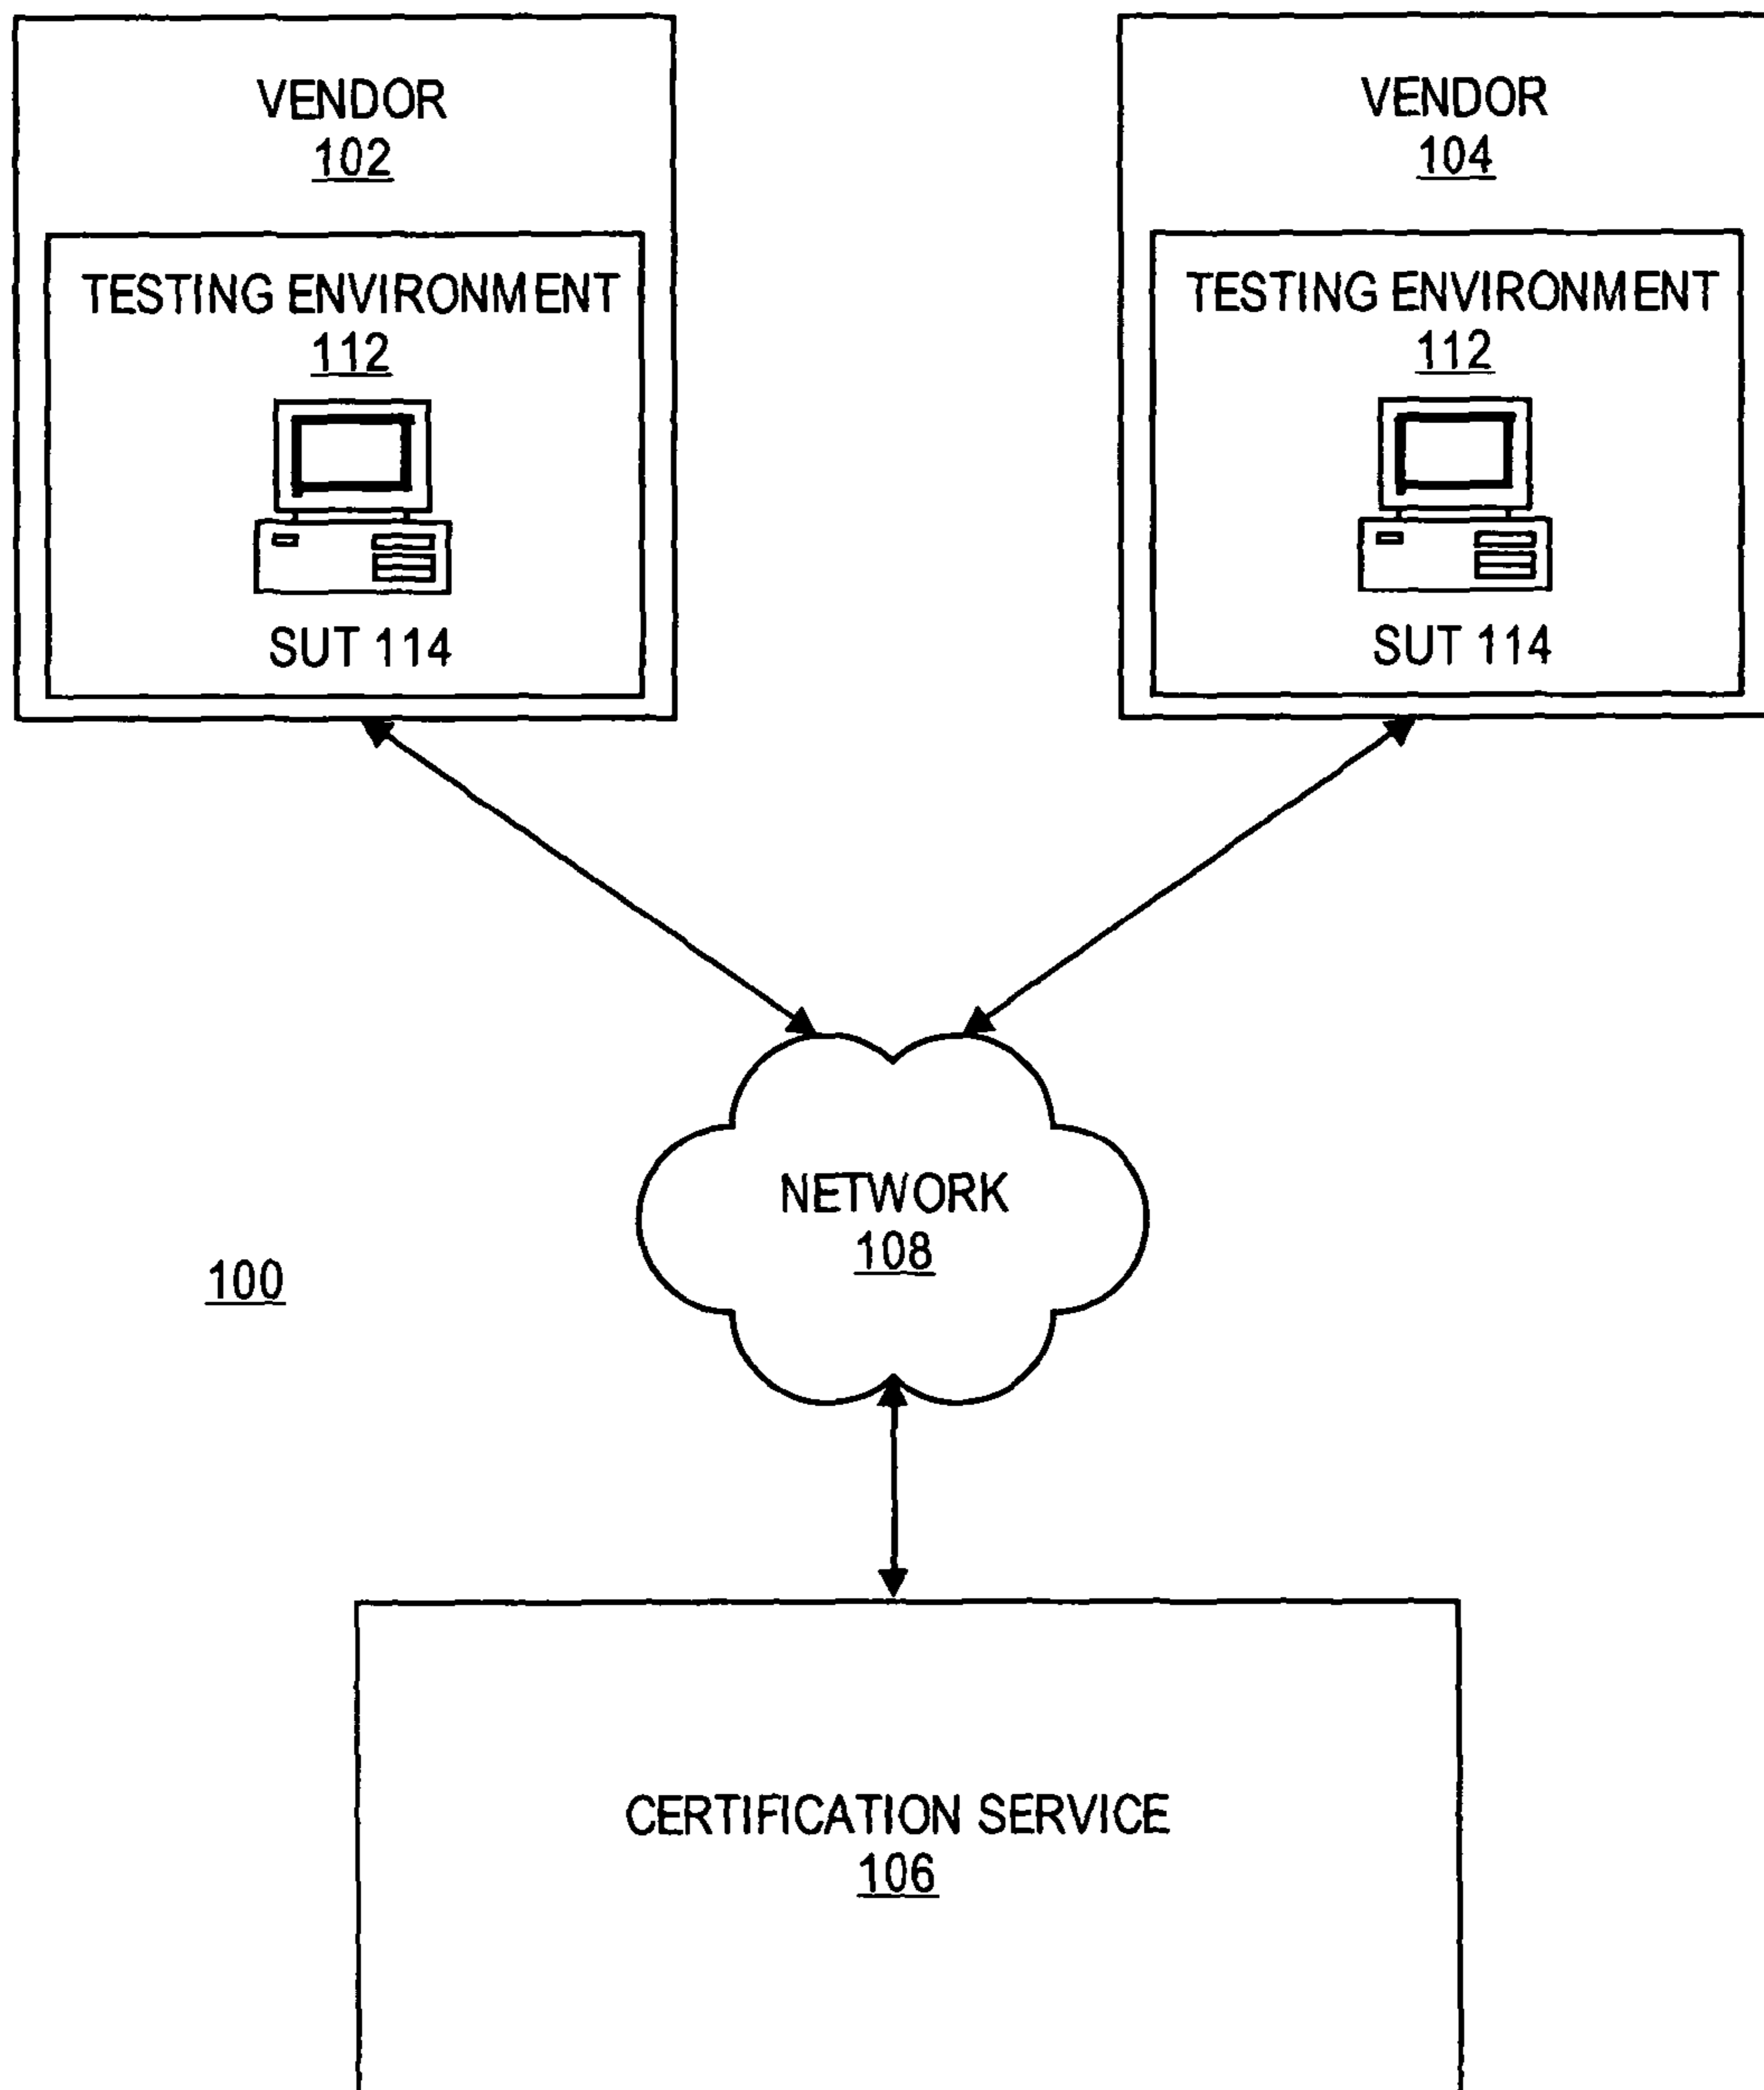 VENDOR
102
TESTING ENVIRONMENT
112
SUT 114
VENDOR
104
TESTING ENVIRONMENT
112
SUT 114
NETWORK
108
100
CERTIFICATION SERVICE
106